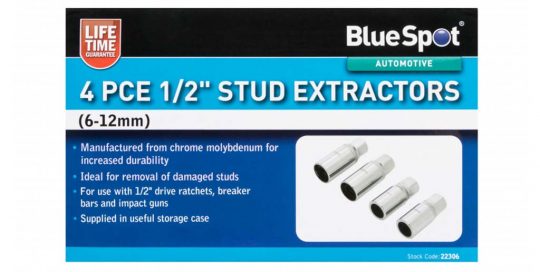 LIFE
TIME
GUARANTEE
BlueSpot®
AUTOMOTIVE
4 PCE 1/2" STUD EXTRACTORS
(6-12mm)
• Manufactured from chrome molybdenum for
increased durability
• Ideal for removal of damaged studs
• For use with 1/2" drive ratchets, breaker
bars and impact guns
• Supplied in useful storage case
Stock Code: 22306